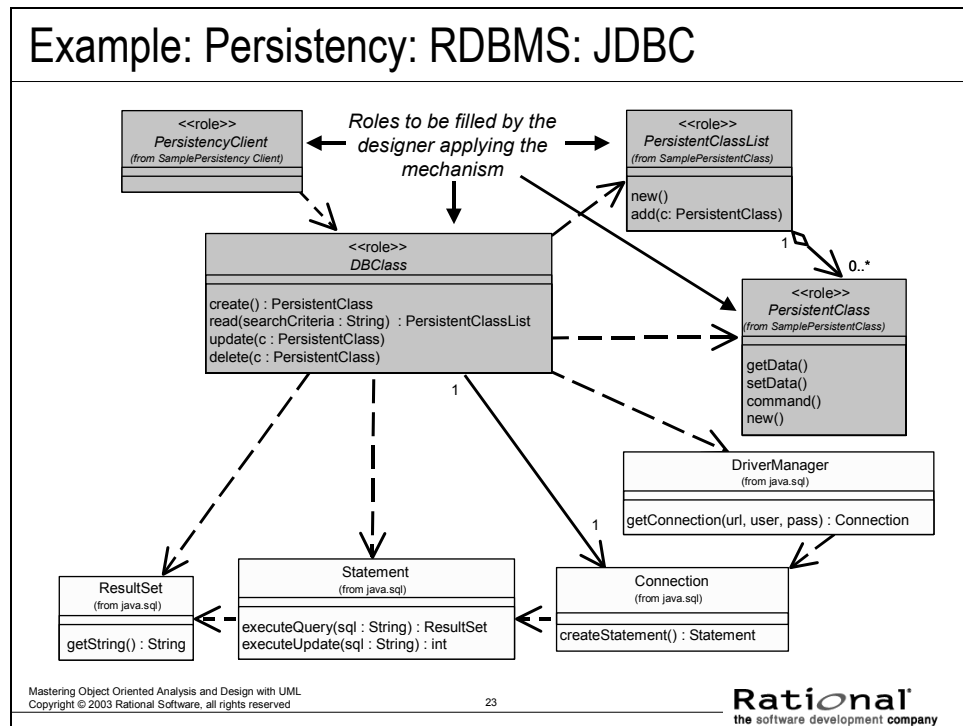 Example: Persistency: RDBMS: JDBC
<<role>>
PersistencyClient
(from SamplePersistency Client)
Roles to be filled by the
designer applying the
mechanism
<<role>>
PersistentClassList
(from SamplePersistentClass)
new()
add(c: PersistentClass)
1
0..*
<<role>>
DBClass
create() : PersistentClass
read(searchCriteria : String) : PersistentClassList
update(c : PersistentClass)
delete(c : PersistentClass)
<<role>>
PersistentClass
(from SamplePersistentClass)
getData()
setData()
command()
new()
1
1
DriverManager
(from java.sql)
getConnection(url, user, pass) : Connection
ResultSet
(from java.sql)
getString() : String
Statement
(from java.sql)
executeQuery(sql : String) : ResultSet
executeUpdate(sql : String) : int
Connection
(from java.sql)
createStatement() : Statement
Mastering Object Oriented Analysis and Design with UML
Copyright © 2003 Rational Software, all rights reserved
23
Rational
the software development company